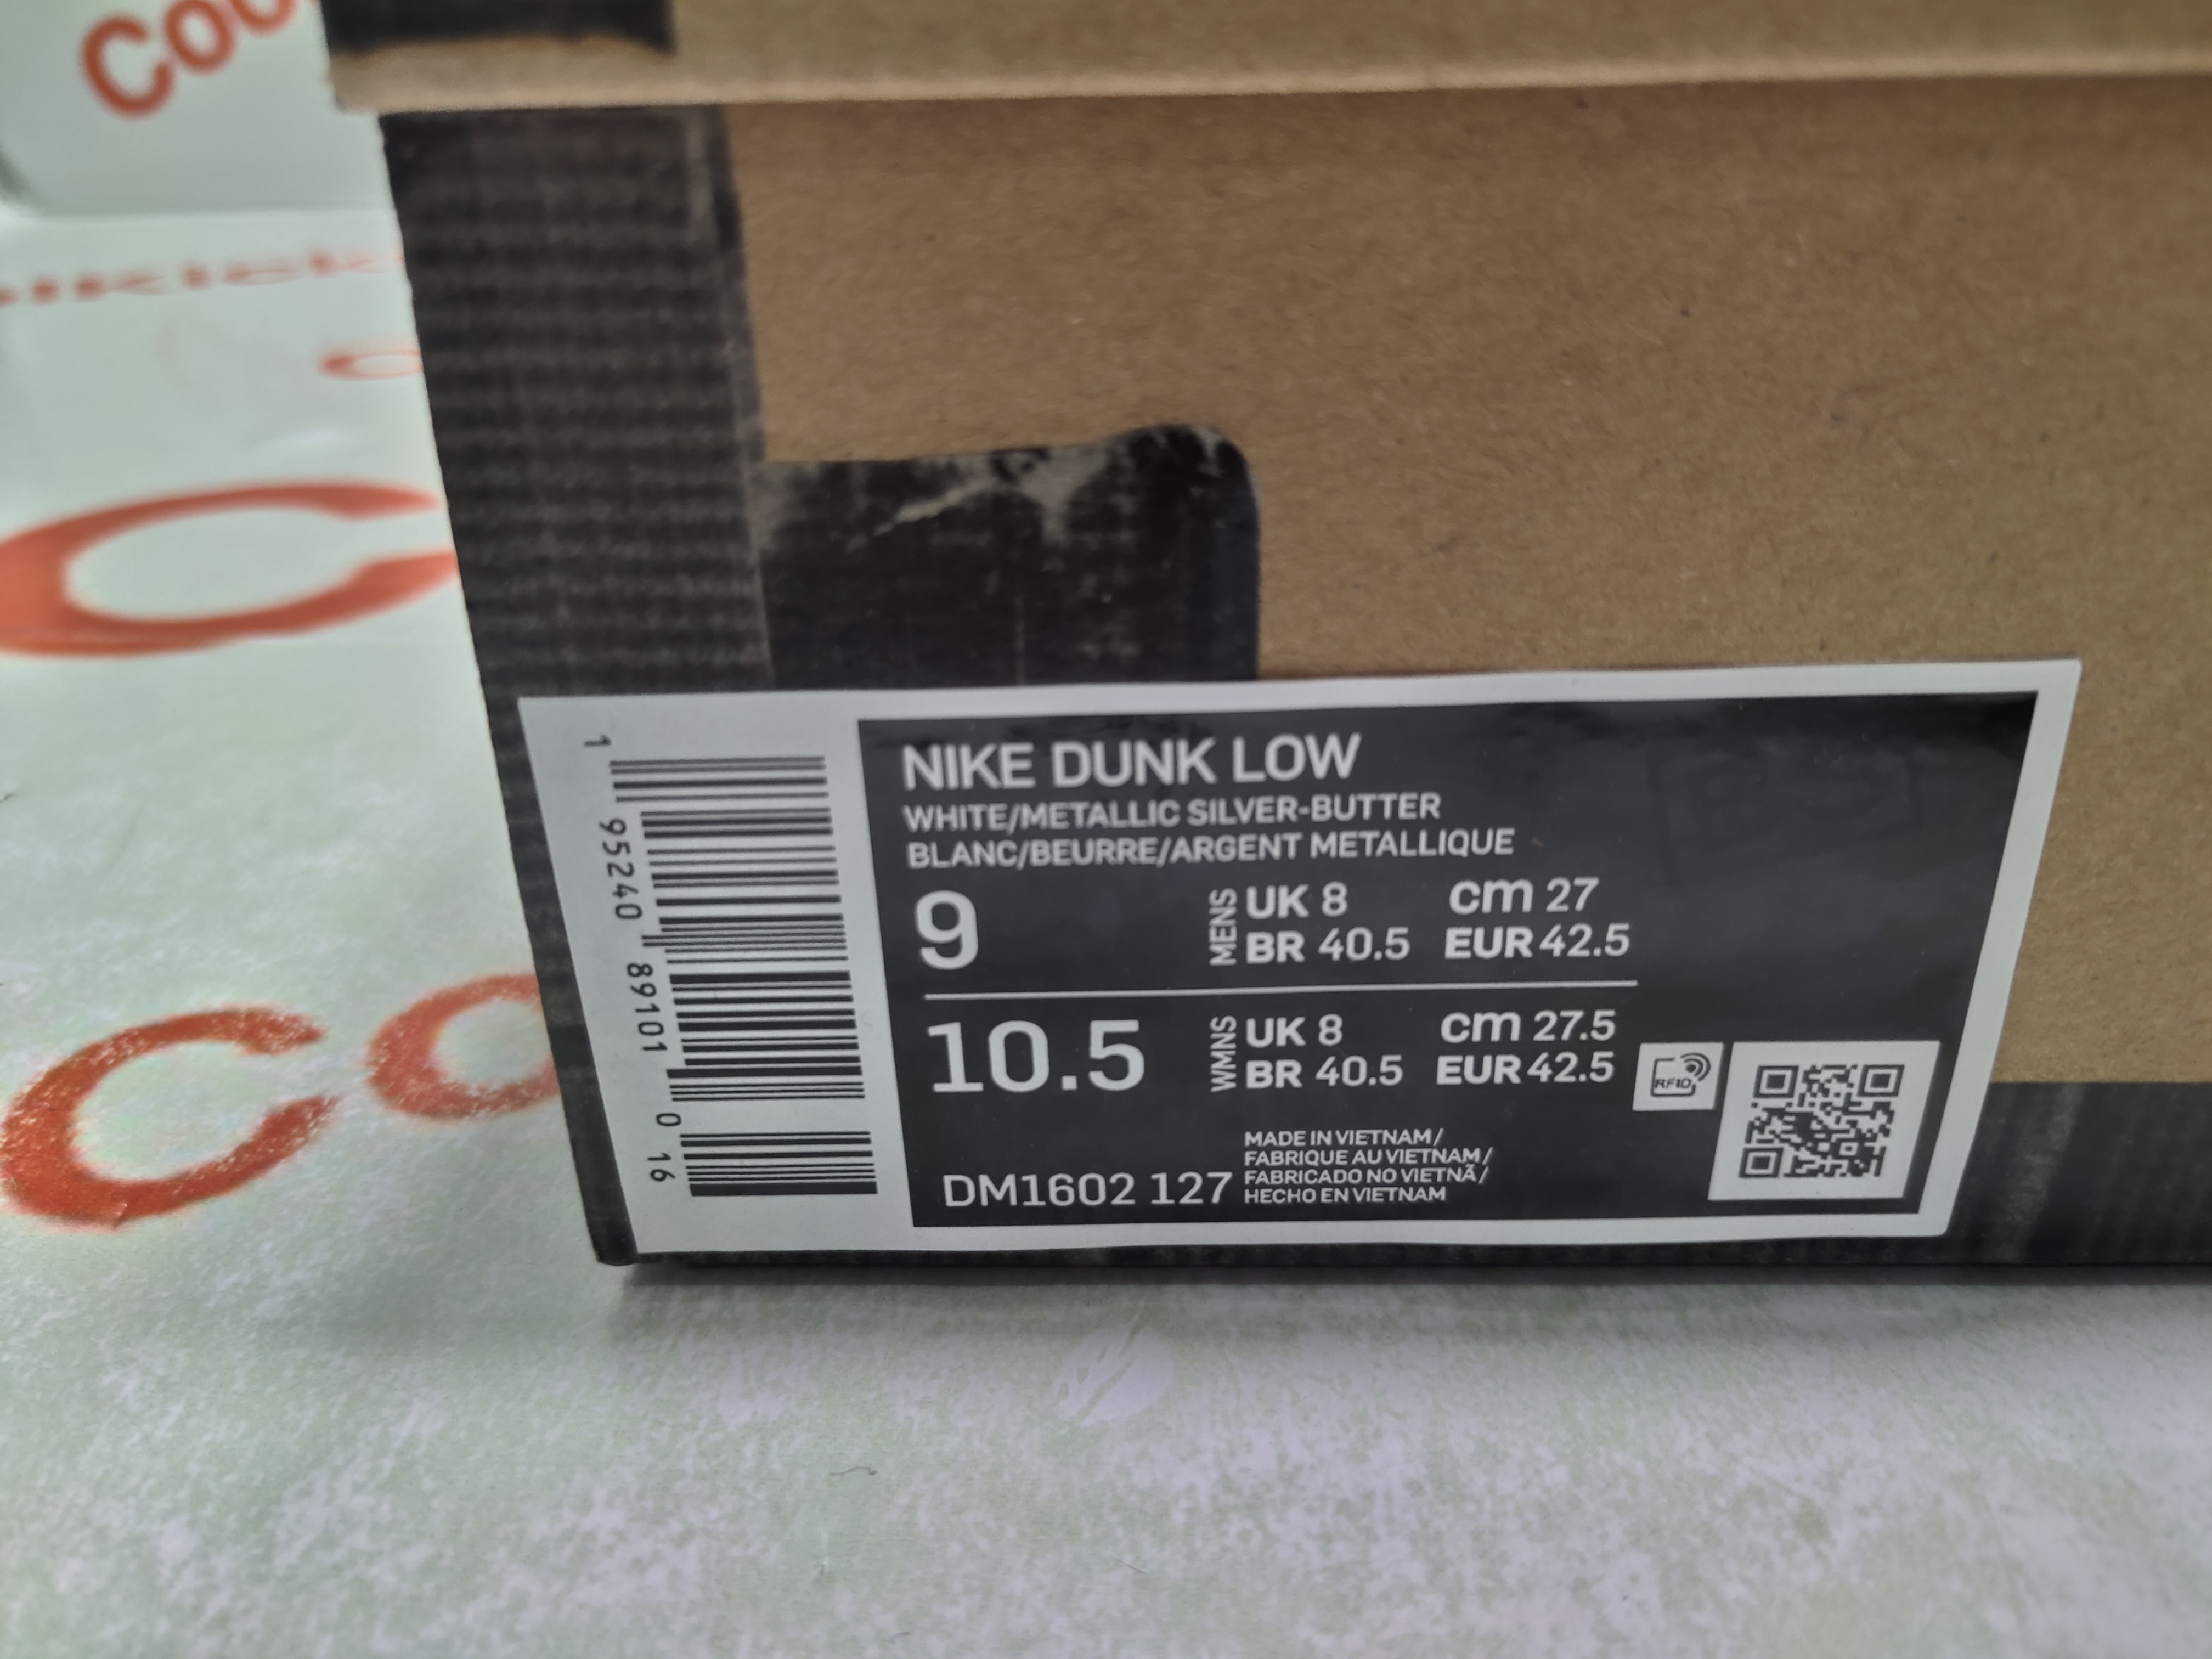 NIKE DUNK LOW
WHITE/METALLIC SILVER-BUTTER
BLANC/BEURRE/ARGENT METALLIQUE
9
MENS
UK 8 cm 27
BR 40.5 EUR 42.5
10.5
WMNS
UK 8 cm 27.5
BR 40.5 EUR 42.5
RFID
MADE IN VIETNAM/
FABRIQUE AU VIETNAM/
FABRICADO NO VIETNÃ/
HECHO EN VIETNAM
DM1602 127
1 95240 89101 0 16